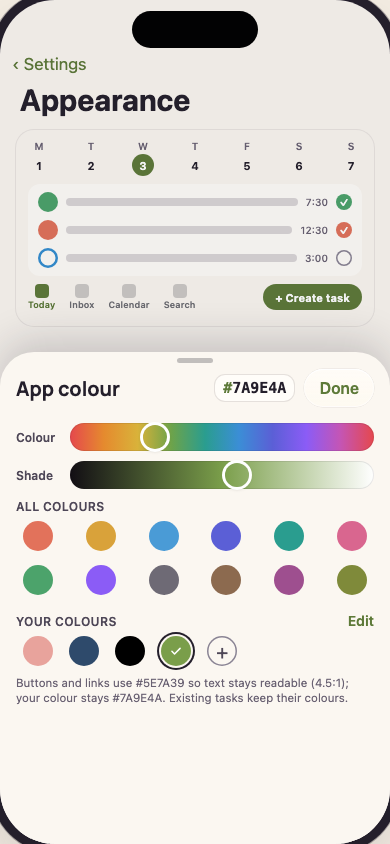 ‹ Settings
Appearance
M T W T F S S
1 2 3 4 5 6 7
7:30
12:30
3:00
Today Inbox Calendar Search
+ Create task
App colour #7A9E4A Done
Colour
Shade
ALL COLOURS
YOUR COLOURS Edit
+
Buttons and links use #5E7A39 so text stays readable (4.5:1);
your colour stays #7A9E4A. Existing tasks keep their colours.